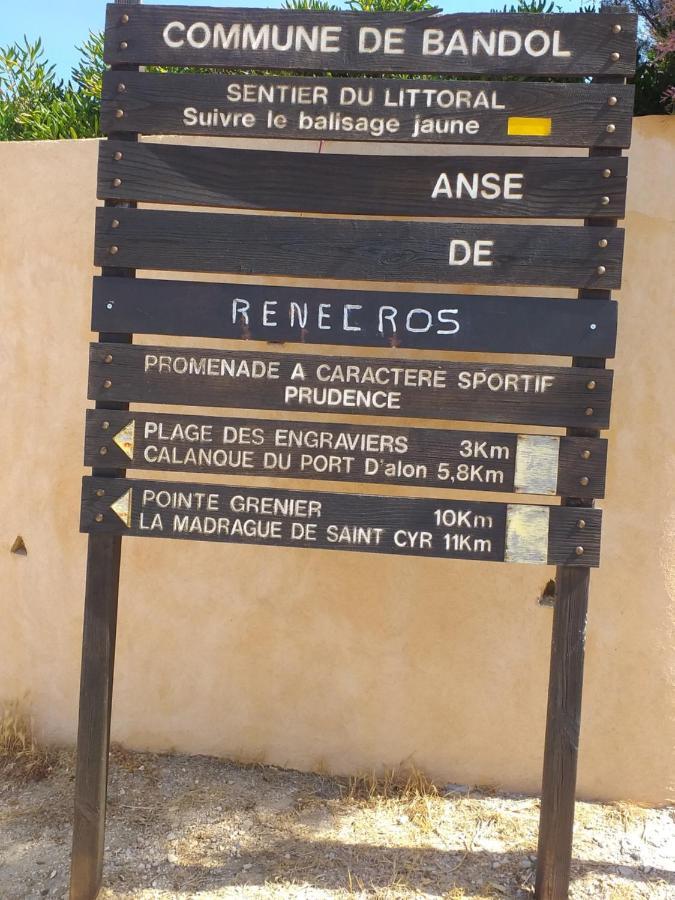 COMMUNE DE BANDOL
SENTIER DU LITTORAL
Suivre le balisage jaune
ANSE
DE
RENECROS
PROMENADE A CARACTERE SPORTIF
PRUDENCE
PLAGE DES ENGRAVIERS 3Km
CALANQUE DU PORT D'alon 5,8Km
POINTE GRENIER 10Km
LA MADRAGUE DE SAINT CYR 11Km